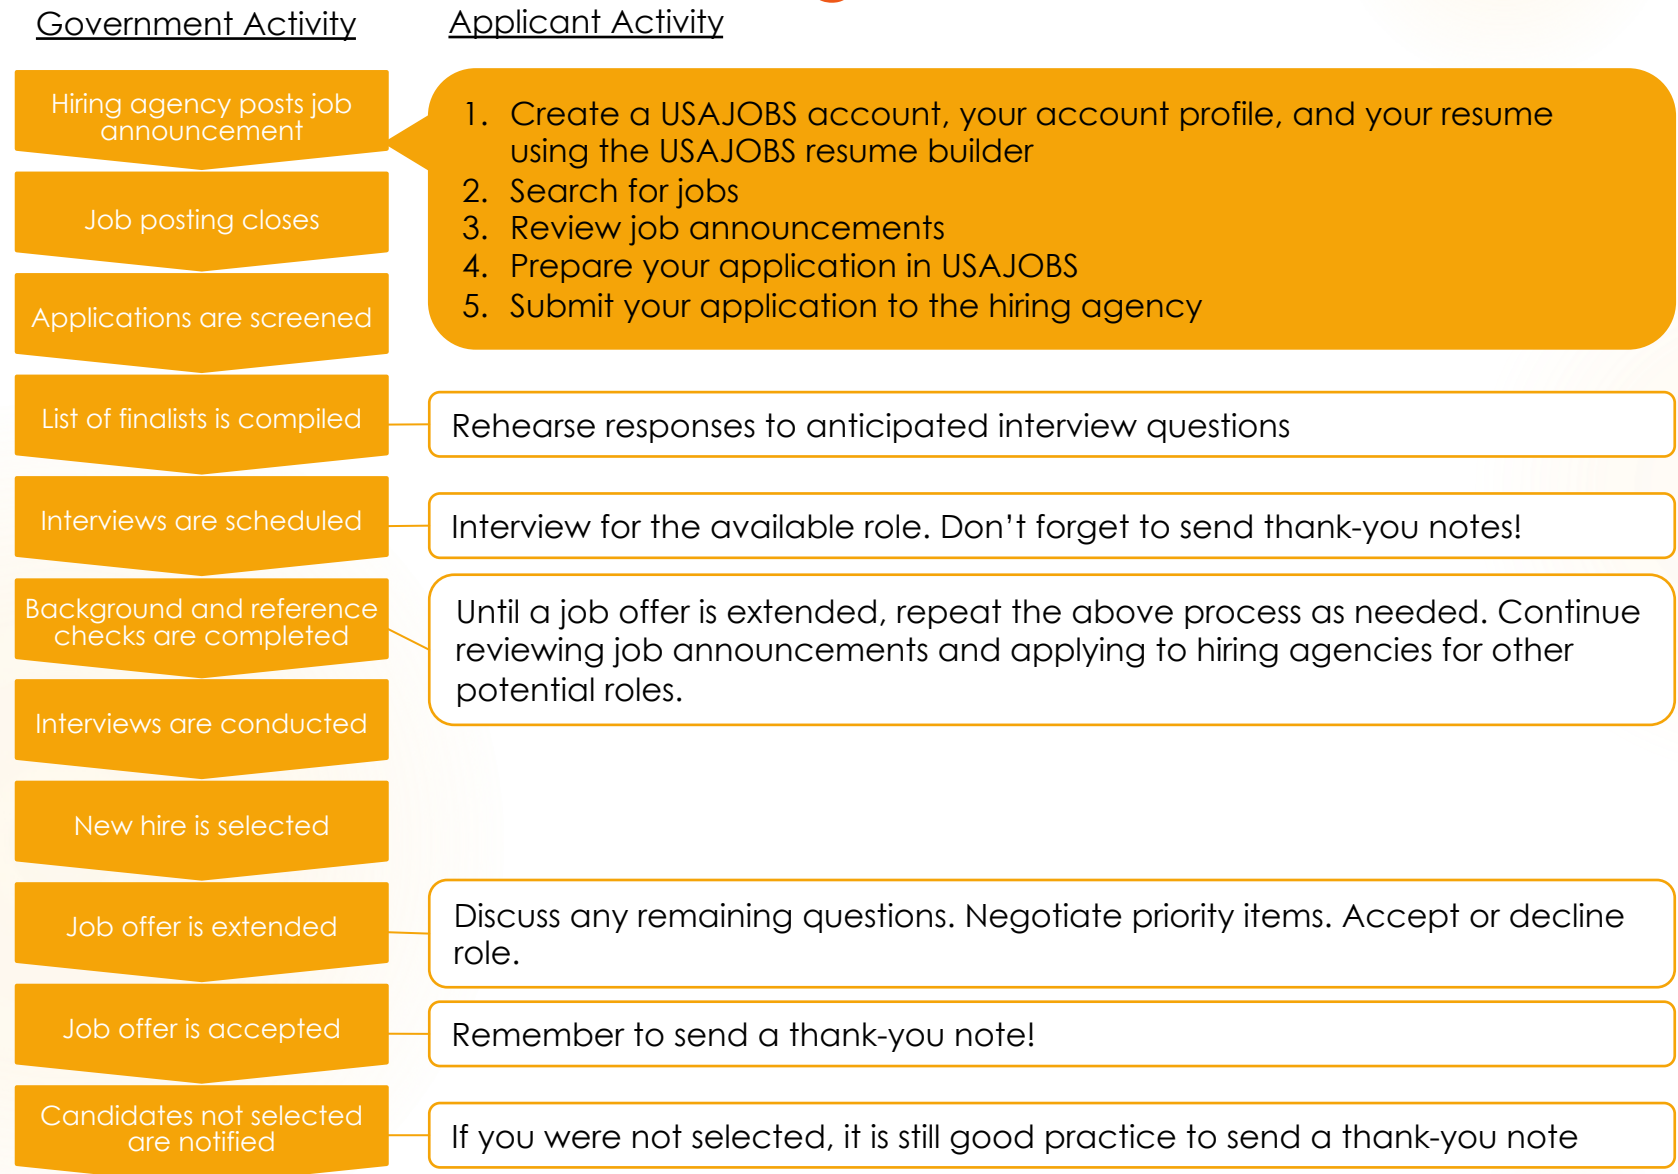 Government Activity
Applicant Activity
Hiring agency posts job
announcement
1. Create a USAJOBS account, your account profile, and your resume
using the USAJOBS resume builder
2. Search for jobs
3. Review job announcements
4. Prepare your application in USAJOBS
5. Submit your application to the hiring agency
Job posting closes
Applications are screened
List of finalists is compiled
Rehearse responses to anticipated interview questions
Interviews are scheduled
Interview for the available role. Don’t forget to send thank-you notes!
Background and reference
checks are completed
Until a job offer is extended, repeat the above process as needed. Continue
reviewing job announcements and applying to hiring agencies for other
potential roles.
Interviews are conducted
New hire is selected
Job offer is extended
Discuss any remaining questions. Negotiate priority items. Accept or decline
role.
Job offer is accepted
Remember to send a thank-you note!
Candidates not selected
are notified
If you were not selected, it is still good practice to send a thank-you note